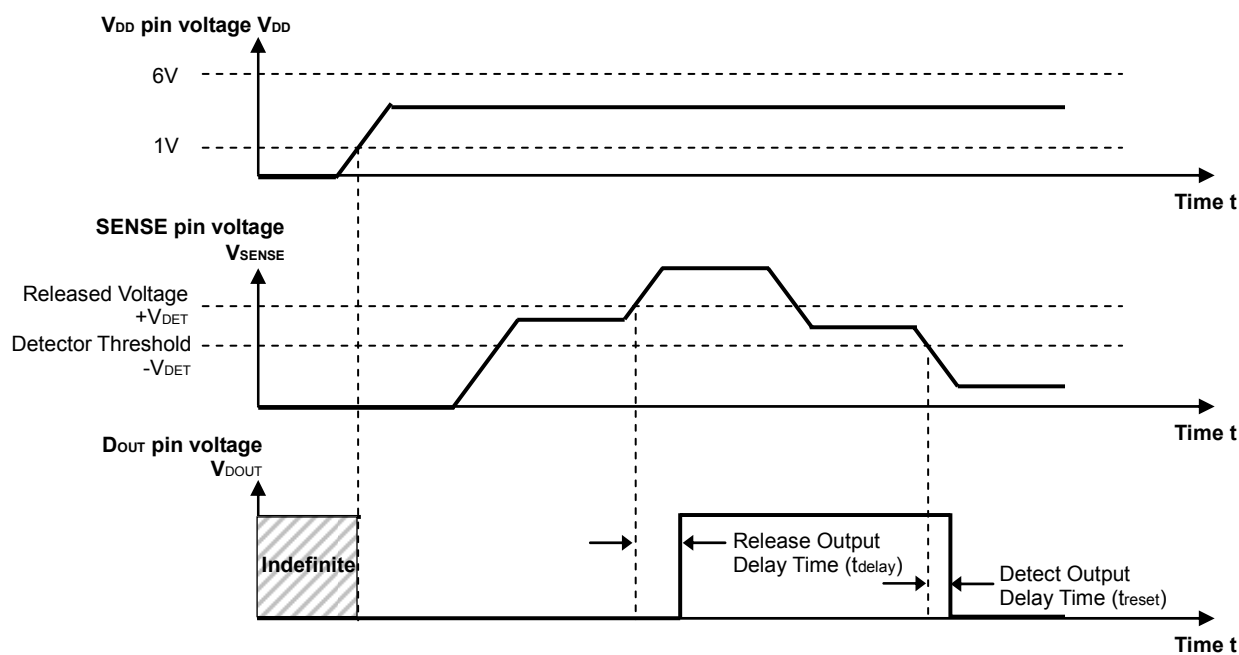 VDD pin voltage VDD
6V
1V
Time t
SENSE pin voltage
VSENSE
Released Voltage
+VDET
Detector Threshold
-VDET
Time t
DOUT pin voltage
VDOUT
Indefinite
Release Output
Delay Time (tdelay)
Detect Output
Delay Time (treset)
Time t